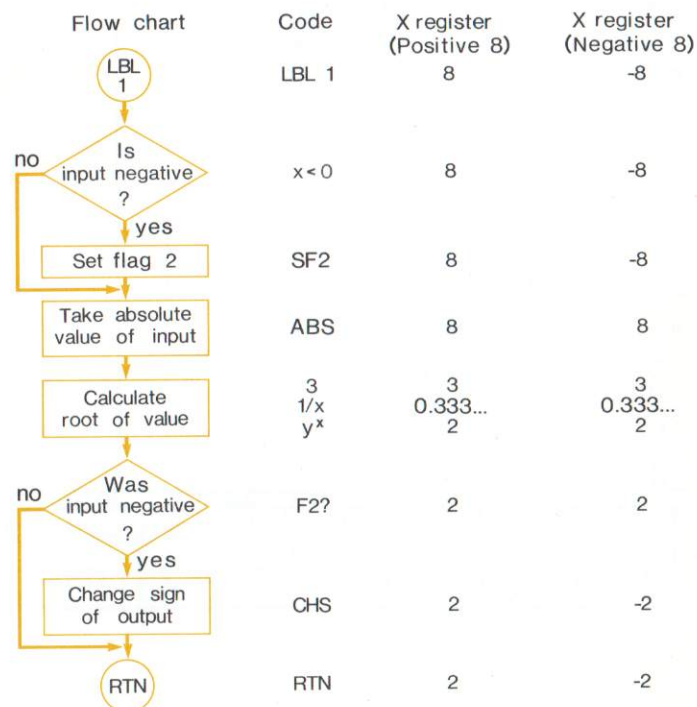 Flow chart Code X register X register
(Positive 8) (Negative 8)
LBL LBL 1 8 -8
1
Is
no input negative x<0 8 -8
?
yes
Set flag 2 SF2 8 -8
Take absolute
value of input ABS 8 8
3 3 3
Calculate 1/x 0.333... 0.333...
root of value yˣ 2 2
Was
no input negative F2? 2 2
?
yes
Change sign CHS 2 -2
of output
RTN RTN 2 -2